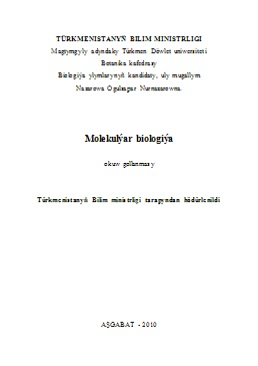 TÜRKMENISTANYŇ BILIM MINISTRLIGI
Magtymguly adyndaky Türkmen Döwlet uniwersiteti
Botanika kafedrasy
Biologiýa ylymlarynyň kandidaty, uly mugallym
Nazarowa Ogulsapar Nurnazarowna
Molekulýar biologiýa
okuw gollanmasy
Türkmenistanyň Bilim ministrligi tarapyndan hödürlenildi
AŞGABAT - 2010